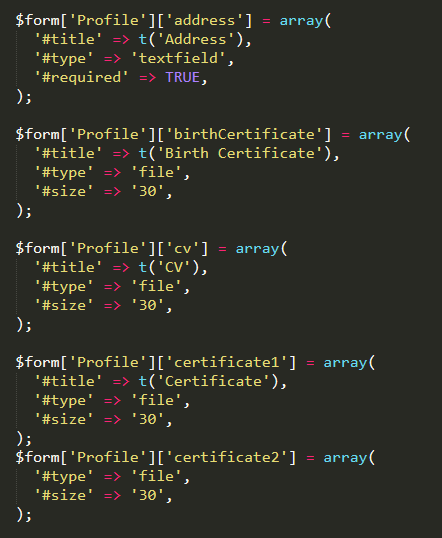 $form['Profile']['address'] = array(
'#title' => t('Address'),
'#type' => 'textfield',
'#required' => TRUE,
);
$form['Profile']['birthCertificate'] = array(
'#title' => t('Birth Certificate'),
'#type' => 'file',
'#size' => '30',
);
$form['Profile']['cv'] = array(
'#title' => t('CV'),
'#type' => 'file',
'#size' => '30',
);
$form['Profile']['certificate1'] = array(
'#title' => t('Certificate'),
'#type' => 'file',
'#size' => '30',
);
$form['Profile']['certificate2'] = array(
'#type' => 'file',
'#size' => '30',
);